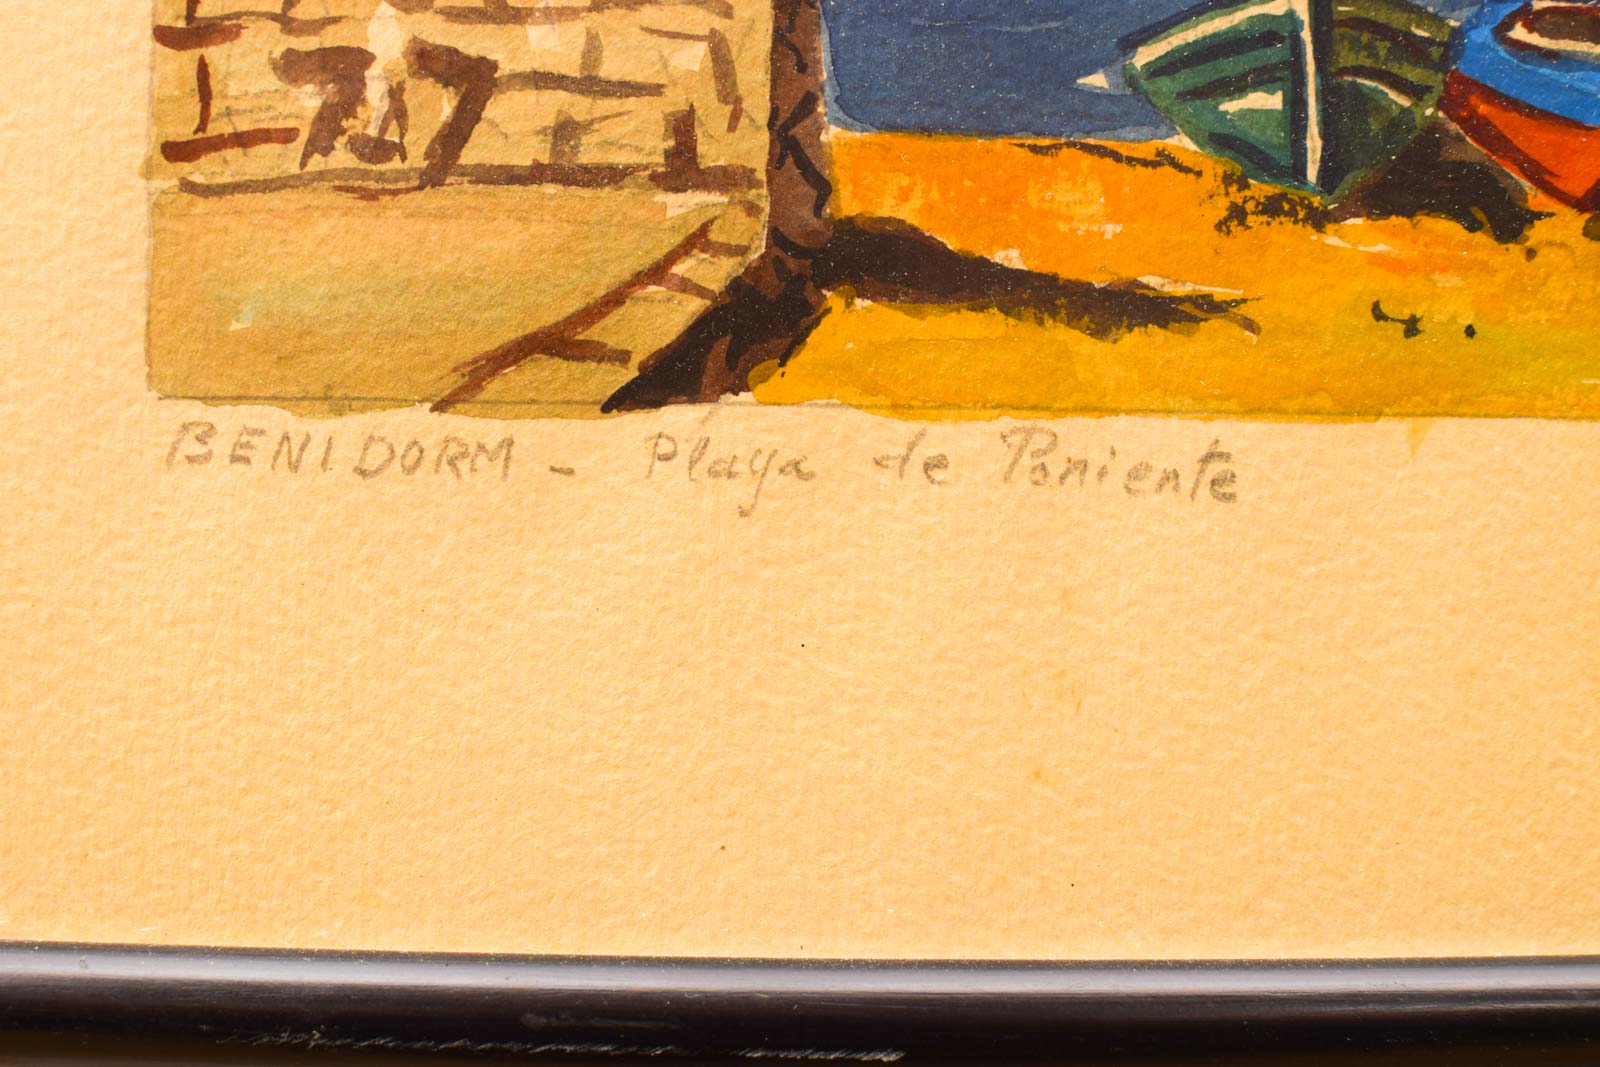 BENIDORM - Playa de Poniente